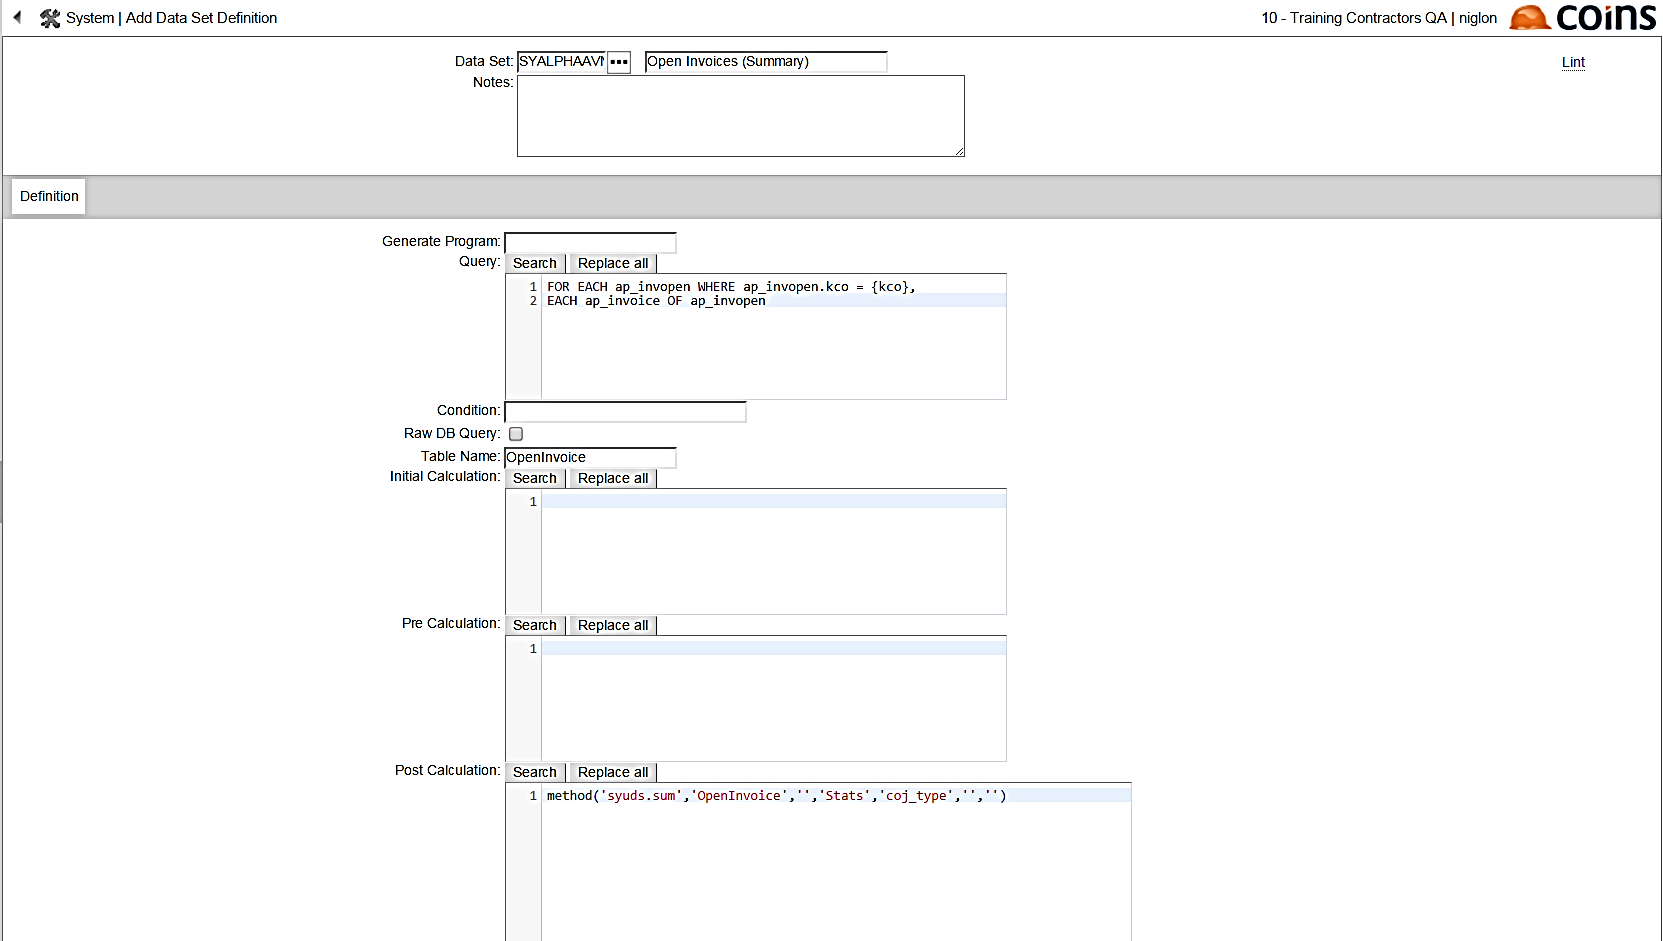 System | Add Data Set Definition
10 - Training Contractors QA | niglon
coins
Data Set: SYALPHAAVI ••• Open Invoices (Summary)
Lint
Notes:
Definition
Generate Program:
Query: Search Replace all
1 FOR EACH ap_invopen WHERE ap_invopen.kco = {kco},
2 EACH ap_invoice OF ap_invopen
Condition:
Raw DB Query:
Table Name: OpenInvoice
Initial Calculation: Search Replace all
1
Pre Calculation: Search Replace all
1
Post Calculation: Search Replace all
1 method('syuds.sum','OpenInvoice','','Stats','coj_type','','')